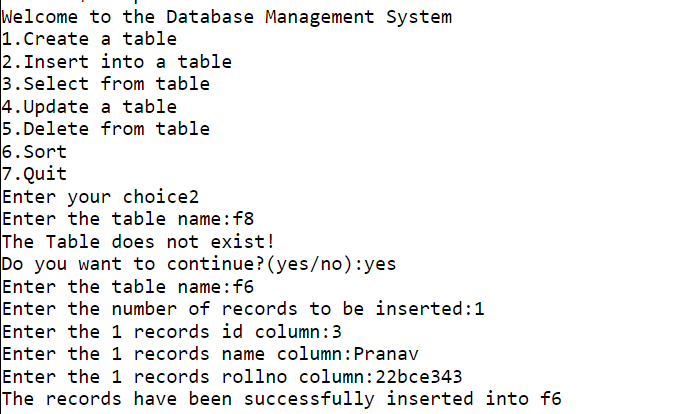 Welcome to the Database Management System
1.Create a table
2.Insert into a table
3.Select from table
4.Update a table
5.Delete from table
6.Sort
7.Quit
Enter your choice2
Enter the table name:f8
The Table does not exist!
Do you want to continue?(yes/no):yes
Enter the table name:f6
Enter the number of records to be inserted:1
Enter the 1 records id column:3
Enter the 1 records name column:Pranav
Enter the 1 records rollno column:22bce343
The records have been successfully inserted into f6